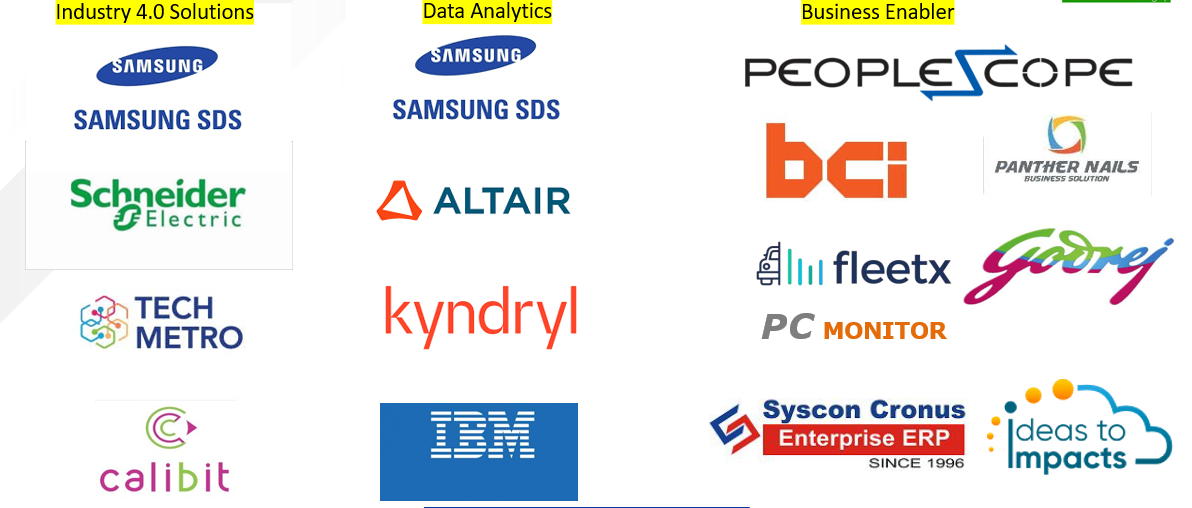 Industry 4.0 Solutions
SAMSUNG
SAMSUNG SDS
Schneider
Electric
TECH
METRO
calibit
Data Analytics
SAMSUNG
SAMSUNG SDS
ALTAIR
kyndryl
IBM
Business Enabler
PEOPLESCOPE
bci
PANTHER NAILS
BUSINESS SOLUTION
fleetx
Godrej
PC MONITOR
Syscon Cronus
Enterprise ERP
SINCE 1996
ideas to
impacts